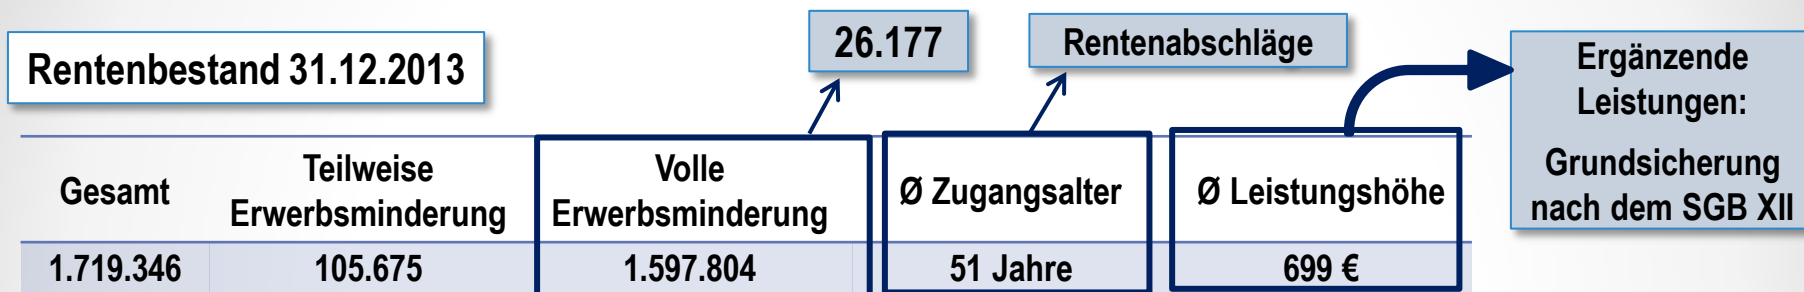 Rentenbestand 31.12.2013
26.177
Rentenabschläge
Ergänzende
Leistungen:
Grundsicherung
nach dem SGB XII
Gesamt
Teilweise
Erwerbsminderung
Volle
Erwerbsminderung
Ø Zugangsalter
Ø Leistungshöhe
1.719.346
105.675
1.597.804
51 Jahre
699 €